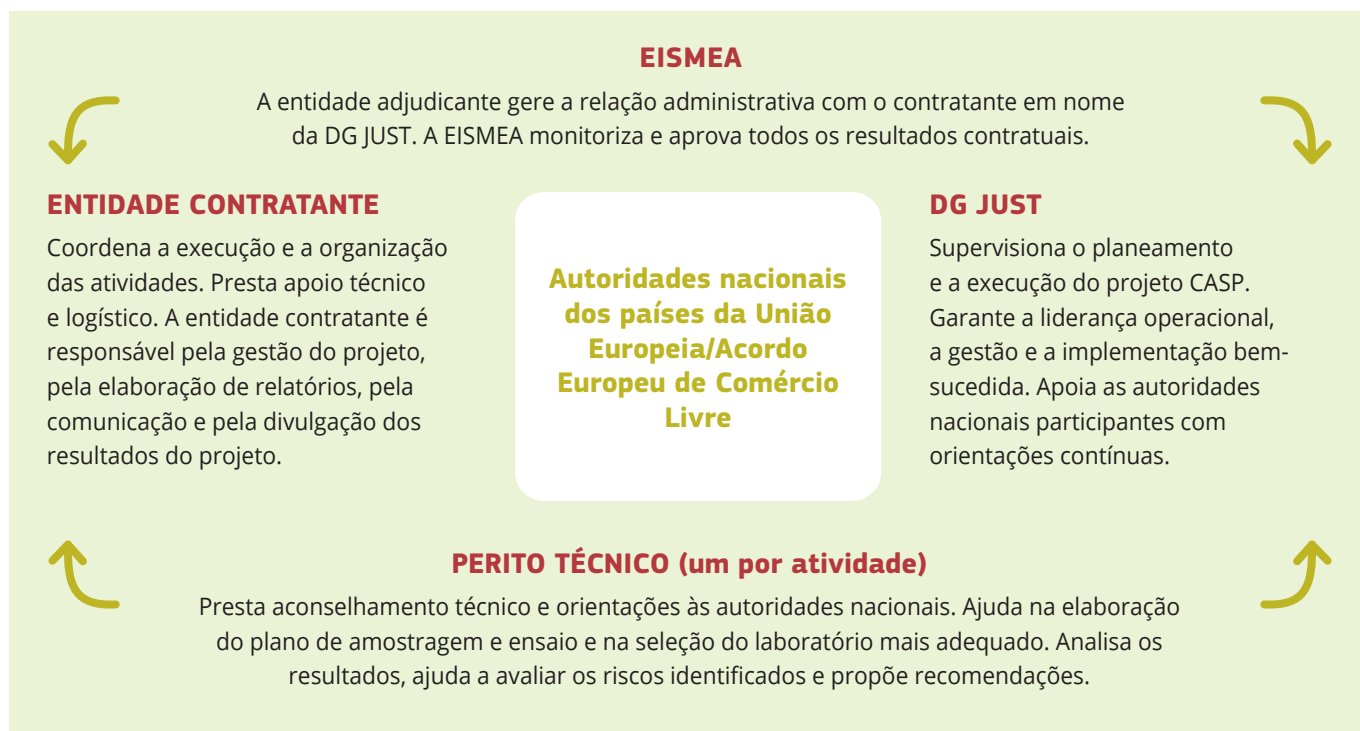 EISMEA
A entidade adjudicante gere a relação administrativa com o contratante em nome
da DG JUST. A EISMEA monitoriza e aprova todos os resultados contratuais.
ENTIDADE CONTRATANTE
Coordena a execução e a organização
das atividades. Presta apoio técnico
e logístico. A entidade contratante é
responsável pela gestão do projeto,
pela elaboração de relatórios, pela
comunicação e pela divulgação dos
resultados do projeto.
Autoridades nacionais
dos países da União
Europeia/Acordo
Europeu de Comércio
Livre
DG JUST
Supervisiona o planeamento
e a execução do projeto CASP.
Garante a liderança operacional,
a gestão e a implementação bem-
sucedida. Apoia as autoridades
nacionais participantes com
orientações contínuas.
PERITO TÉCNICO (um por atividade)
Presta aconselhamento técnico e orientações às autoridades nacionais. Ajuda na elaboração
do plano de amostragem e ensaio e na seleção do laboratório mais adequado. Analisa os
resultados, ajuda a avaliar os riscos identificados e propõe recomendações.